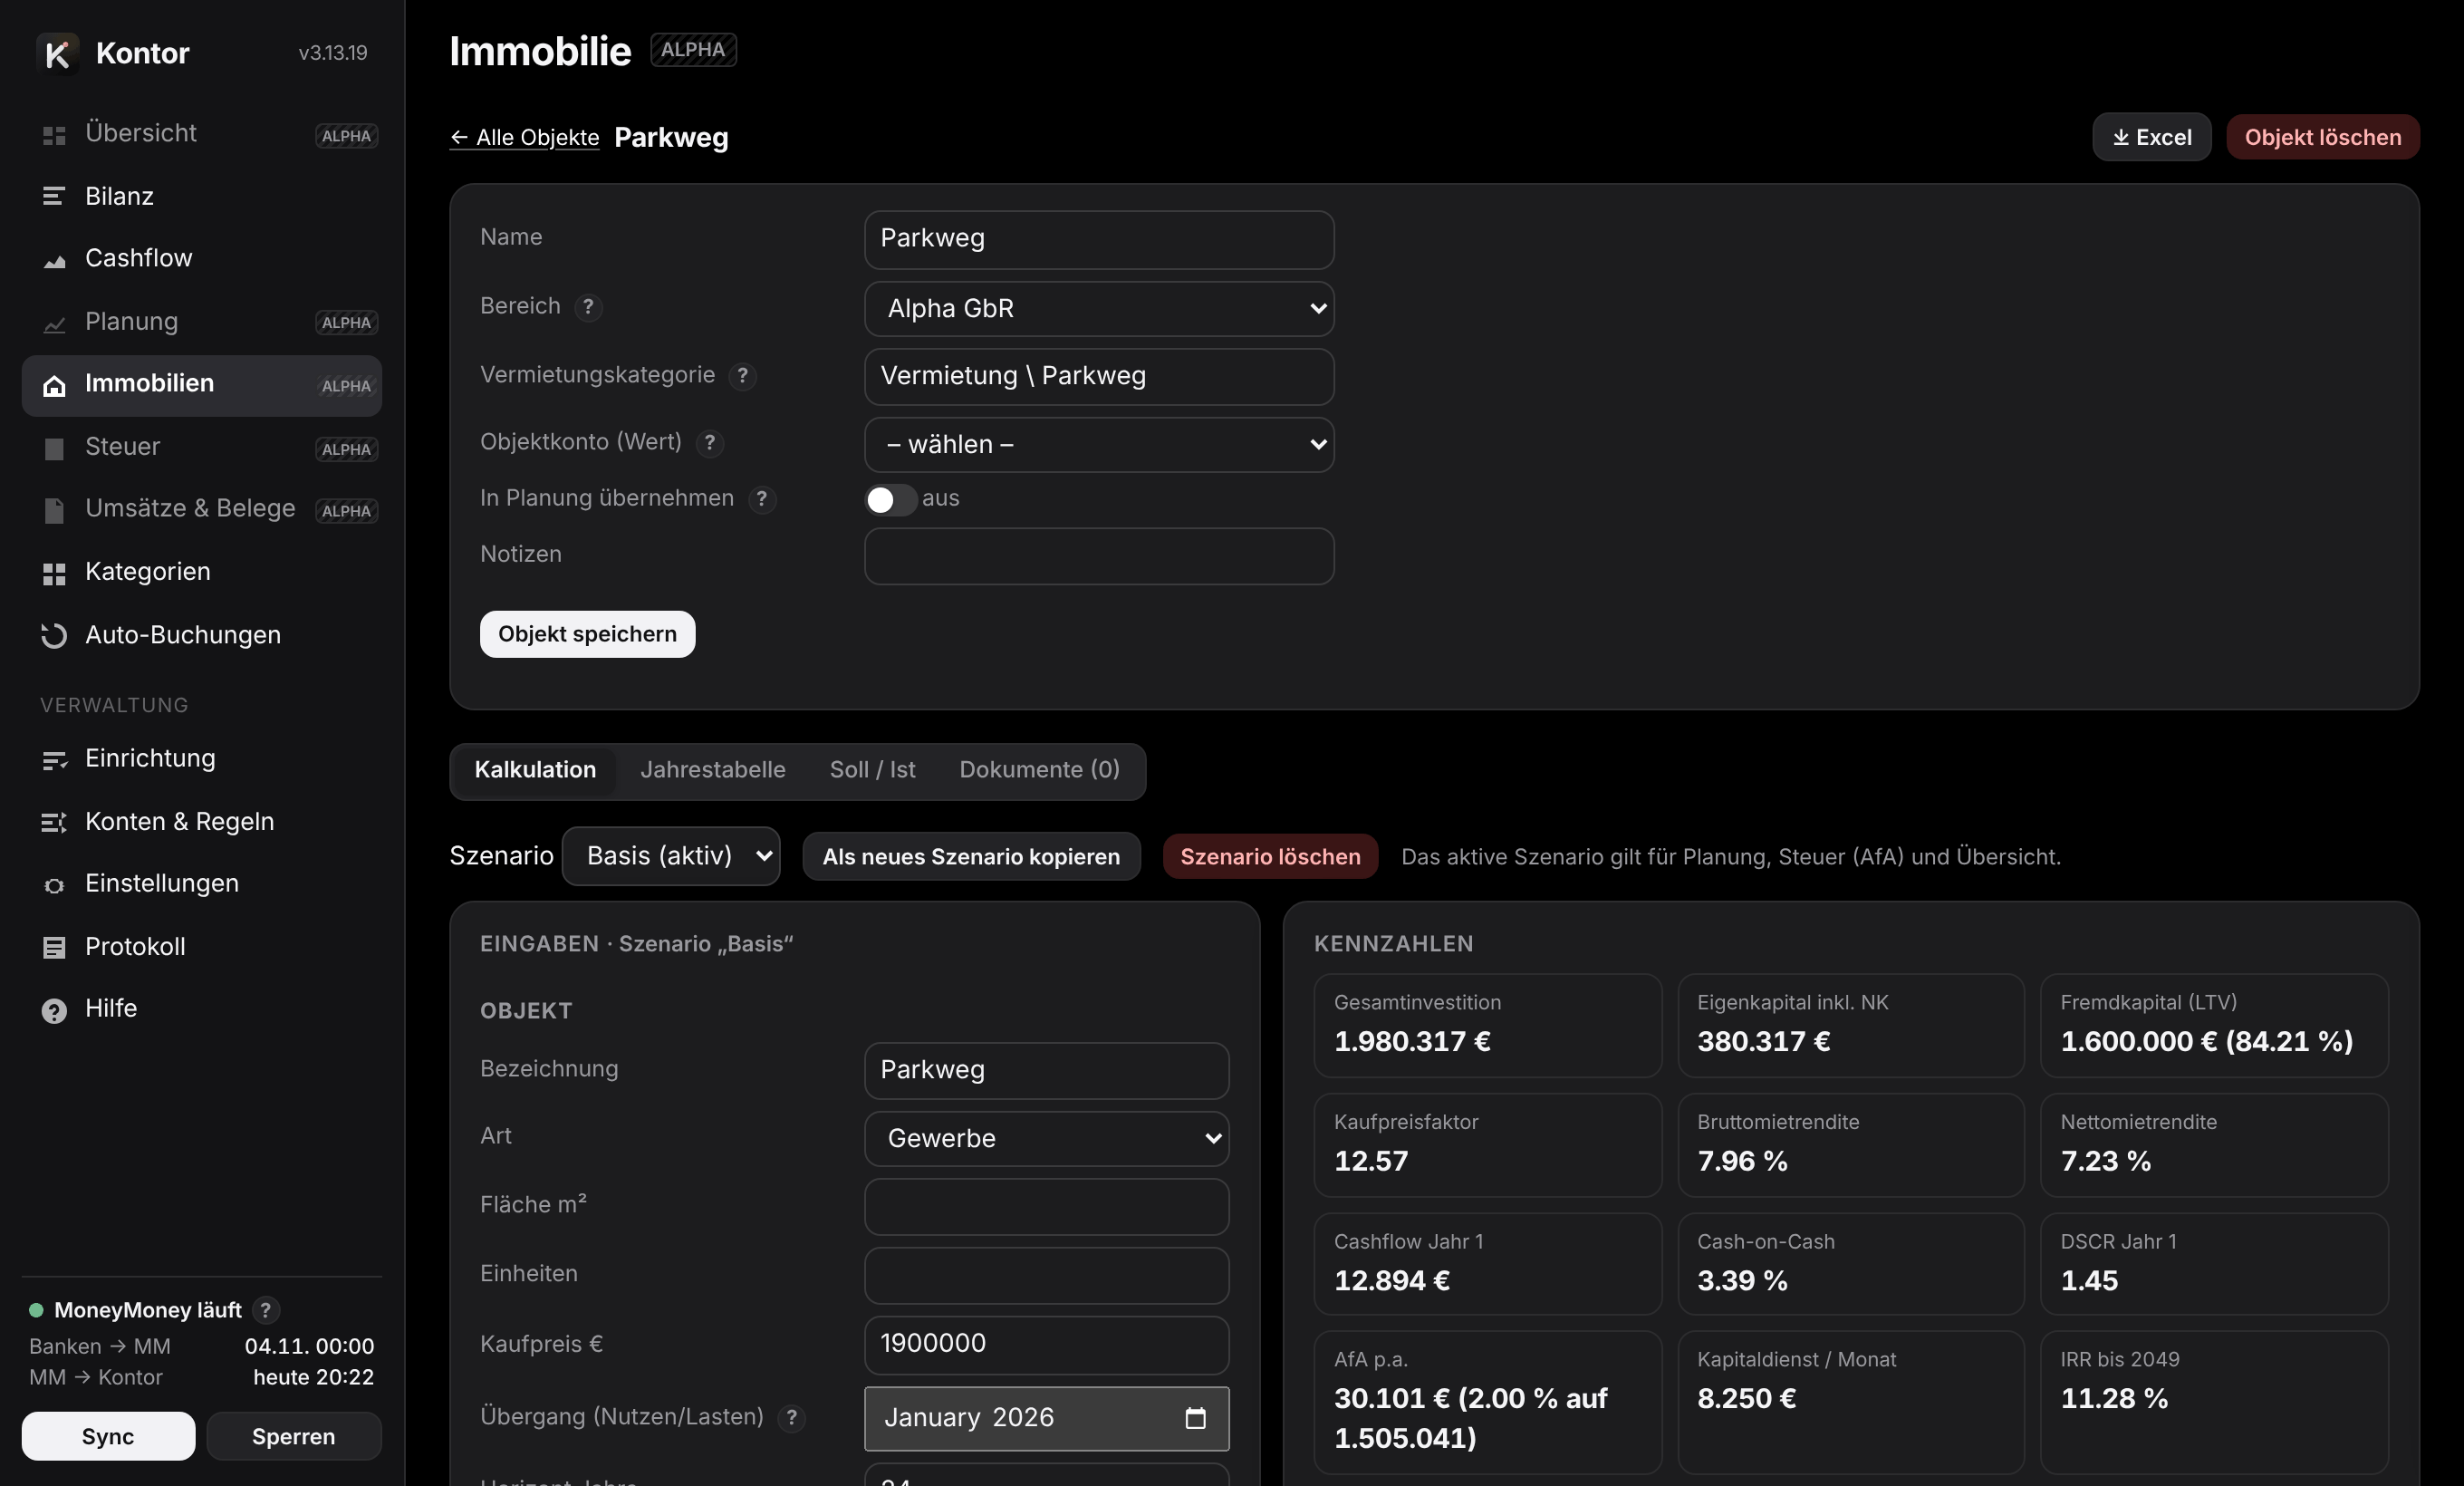 Kontor
v3.13.19
Übersicht ALPHA
Bilanz
Cashflow
Planung ALPHA
Immobilien ALPHA
Steuer ALPHA
Umsätze & Belege ALPHA
Kategorien
Auto-Buchungen
VERWALTUNG
Einrichtung
Konten & Regeln
Einstellungen
Protokoll
Hilfe
MoneyMoney läuft ?
Banken → MM 04.11. 00:00
MM → Kontor heute 20:22
Sync Sperren
Immobilie ALPHA
← Alle Objekte Parkweg
Excel Objekt löschen
Name Parkweg
Bereich ? Alpha GbR
Vermietungskategorie ? Vermietung \ Parkweg
Objektkonto (Wert) ? – wählen –
In Planung übernehmen ? aus
Notizen
Objekt speichern
Kalkulation Jahrestabelle Soll / Ist Dokumente (0)
Szenario Basis (aktiv) Als neues Szenario kopieren Szenario löschen Das aktive Szenario gilt für Planung, Steuer (AfA) und Übersicht.
EINGABEN · Szenario „Basis“
OBJEKT
Bezeichnung Parkweg
Art Gewerbe
Fläche m²
Einheiten
Kaufpreis € 1900000
Übergang (Nutzen/Lasten) ? January 2026
KENNZAHLEN
Gesamtinvestition
1.980.317 €
Eigenkapital inkl. NK
380.317 €
Fremdkapital (LTV)
1.600.000 € (84.21 %)
Kaufpreisfaktor
12.57
Bruttomietrendite
7.96 %
Nettomietrendite
7.23 %
Cashflow Jahr 1
12.894 €
Cash-on-Cash
3.39 %
DSCR Jahr 1
1.45
AfA p.a.
30.101 € (2.00 % auf
1.505.041)
Kapitaldienst / Monat
8.250 €
IRR bis 2049
11.28 %